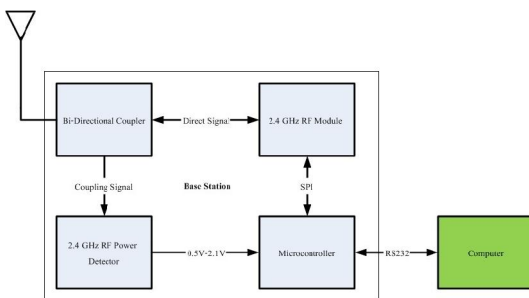 Bi-Directional Coupler
Direct Signal
2.4 GHz RF Module
Coupling Signal
Base Station
SPI
2.4 GHz RF Power
Detector
0.5V-2.1V
Microcontroller
RS232
Computer